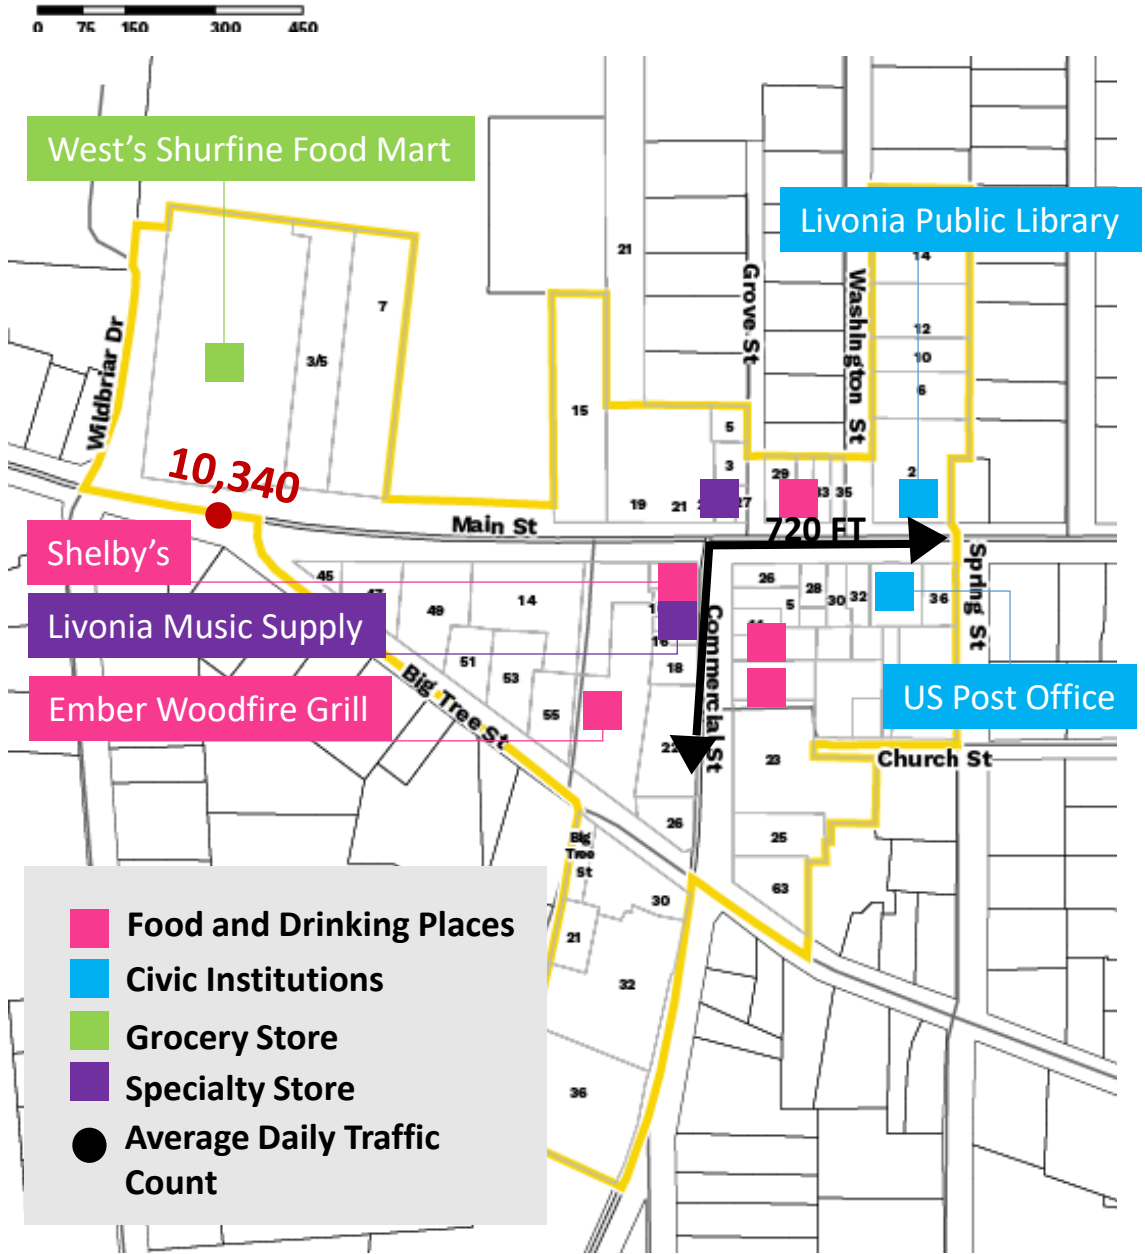 0 75 150 300 450
West's Shurfine Food Mart
Livonia Public Library
21
14
Grove St
Washington St
7
12
Wildbriar Dr
3/5
10
6
15
5
10,340
3
29
2
19 21 27 33 35
Main St
720 FT
Shelby's
45
47
49
14
26
28
5
30
32
36
Spring St
Livonia Music Supply
16
Commercial St
51
53
18
Big Tree St
Ember Woodfire Grill
55
US Post Office
22
23
Church St
26
25
Big
Tree
St
63
30
21
32
36
Food and Drinking Places
Civic Institutions
Grocery Store
Specialty Store
Average Daily Traffic
Count